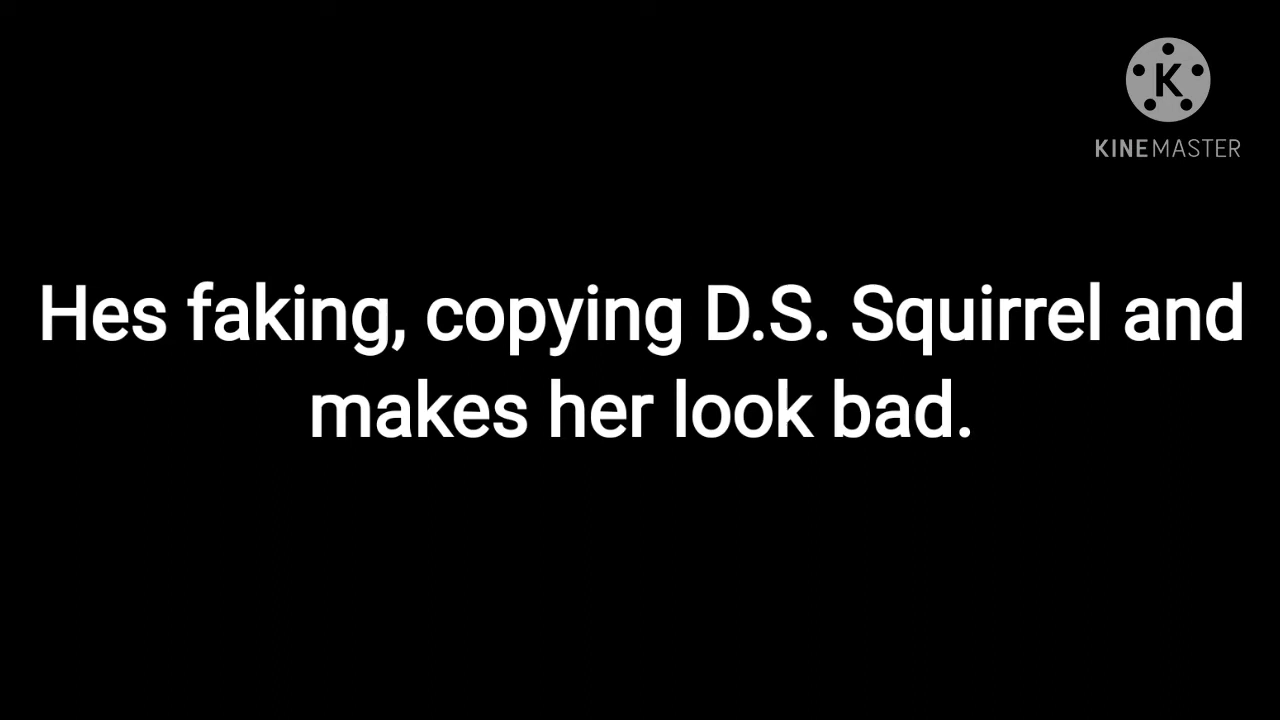 K
KINEMASTER
Hes faking, copying D.S. Squirrel and
makes her look bad.